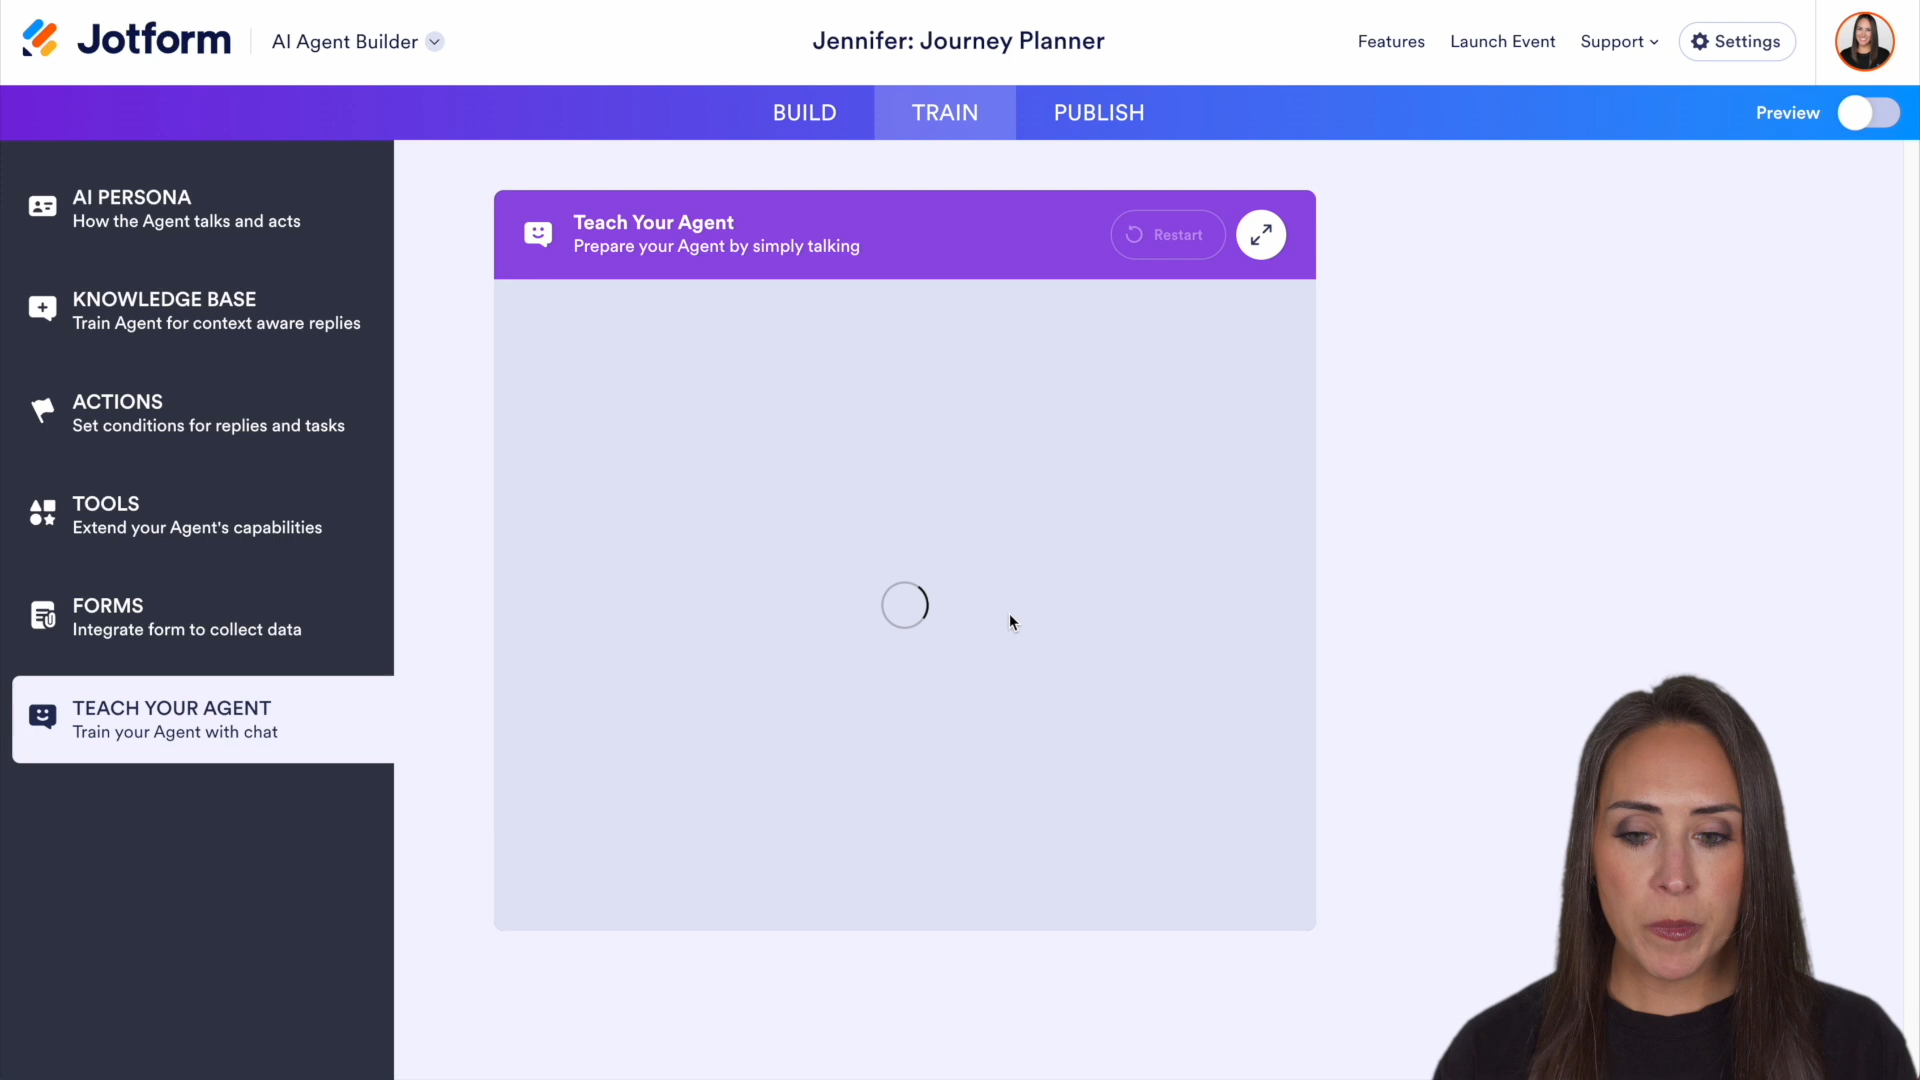 Jotform
AI Agent Builder
Jennifer: Journey Planner
Features
Launch Event
Support
Settings
BUILD
TRAIN
PUBLISH
Preview
AI PERSONA
How the Agent talks and acts
KNOWLEDGE BASE
Train Agent for context aware replies
ACTIONS
Set conditions for replies and tasks
TOOLS
Extend your Agent's capabilities
FORMS
Integrate form to collect data
TEACH YOUR AGENT
Train your Agent with chat
Teach Your Agent
Prepare your Agent by simply talking
Restart